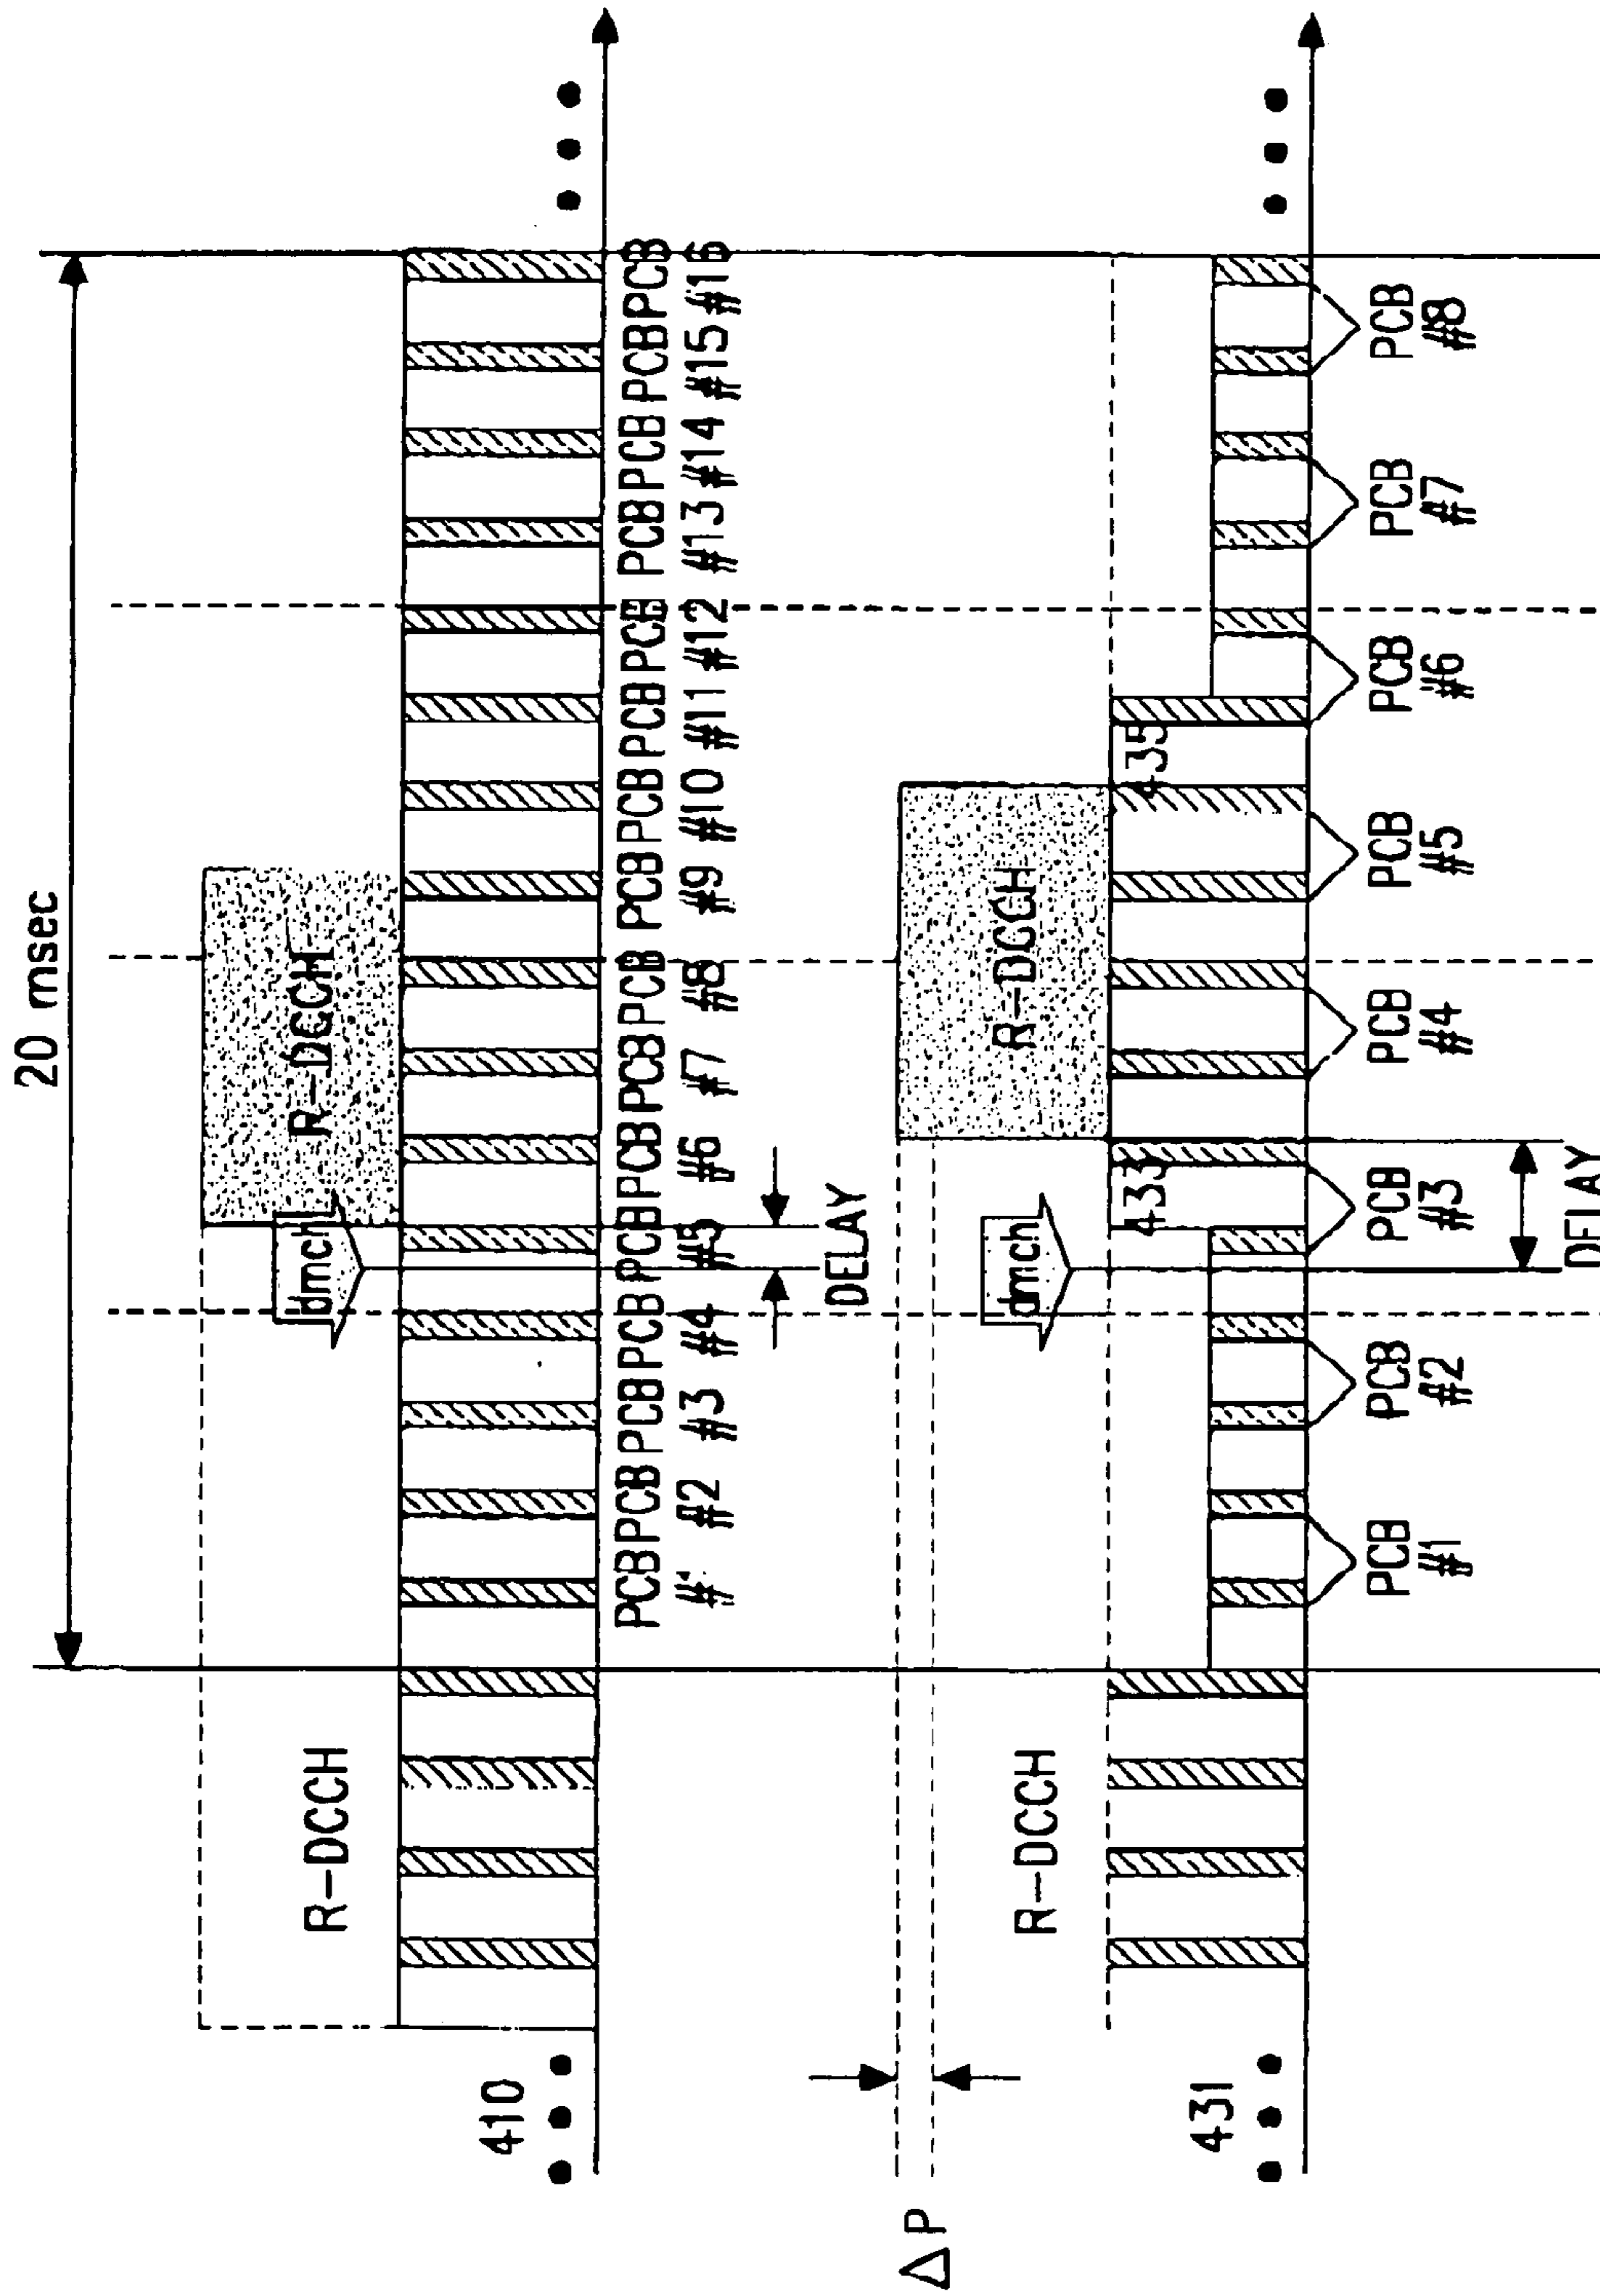 20 msec
R-DCCH
dmch
R-DCCH
410
PCB PCB PCB PCB PCB PCB PCB PCB PCB PCB PCB PCB PCB PCB PCB PCB
#1 #2 #3 #4 #5 #6 #7 #8 #9 #10 #11 #12 #13 #14 #15 #16
DELAY
ΔP
R-DCCH
dmch
R-DCCH
433
435
431
PCB #1
PCB #2
PCB #3
PCB #4
PCB #5
PCB #6
PCB #7
PCB #8
DELAY